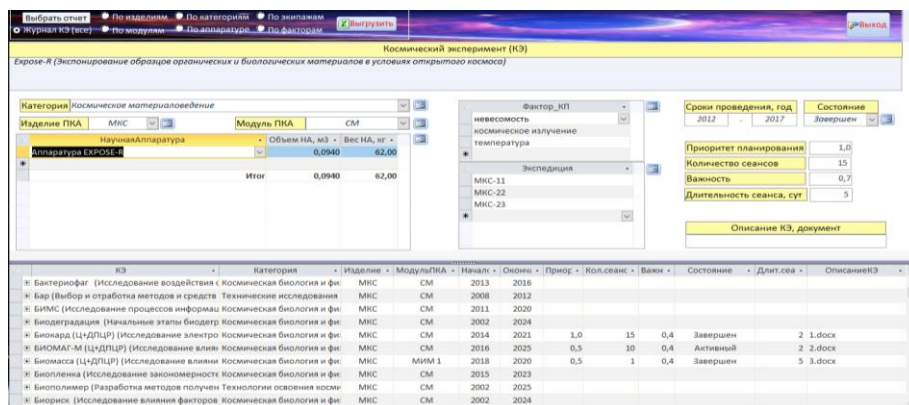 Выбрать отчет По изделиям По категориям По экипажам Выгрузить
Журнал КЭ (все) По модулям По аппаратуре По факторам Выход
Космический эксперимент (КЭ)
Expose-R (Экспонирование образцов органических и биологических материалов в условиях открытого космоса)
Категория Космическое материаловедение
Изделие ПКА МКС Модуль ПКА СМ
НаучнаяАппаратура Объем НА, м3 Вес НА, кг
Аппаратура EXPOSE-R 0,0940 62,00
Итог 0,0940 62,00
Фактор_КП
невесомость
космическое излучение
температура
Экспедиция
МКС-11
МКС-22
МКС-23
Сроки проведения, год Состояние
2012 - 2017 Завершен
Приоритет планирования 1,0
Количество сеансов 15
Важность 0,7
Длительность сеанса, сут 5
Описание КЭ, документ
КЭ Категория Изделие МодульПКА Началс Оконча Приор Кол.сеанс Важн Состояние Длит.сеа ОписаниеКЭ
Бактериофаг (Исследование воздействия Космическая биология и физ МКС СМ 2013 2016
Бар (Выбор и отработка методов и средств Технические исследования МКС СМ 2008 2012
БИМС (Исследование процессов информац Космическая биология и физ МКС СМ 2011 2020
Биодеградация (Начальные этапы биодегр Космическая биология и физ МКС СМ 2002 2024
Биокард (Ц+ДПЦР) (Исследование электро Космическая биология и физ МКС СМ 2014 2021 1,0 15 0,4 Завершен 2 1.docx
БИОМАГ-М (Ц+ДПЦР) (Исследование влиян Космическая биология и физ МКС СМ 2016 2025 0,5 10 0,4 Активный 2 2.docx
Биомасса (Ц+ДПЦР) (Исследование влияни Космическая биология и физ МКС МИМ 1 2018 2020 0,5 1 0,4 Завершен 5 3.docx
Биопленка (Исследование закономерносте Космическая биология и физ МКС СМ 2015 2023
Биополимер (Разработка методов получен Технологии освоения косми МКС СМ 2002 2025
Биориск (Исследование влияния факторов Космическая биология и физ МКС СМ 2002 2024